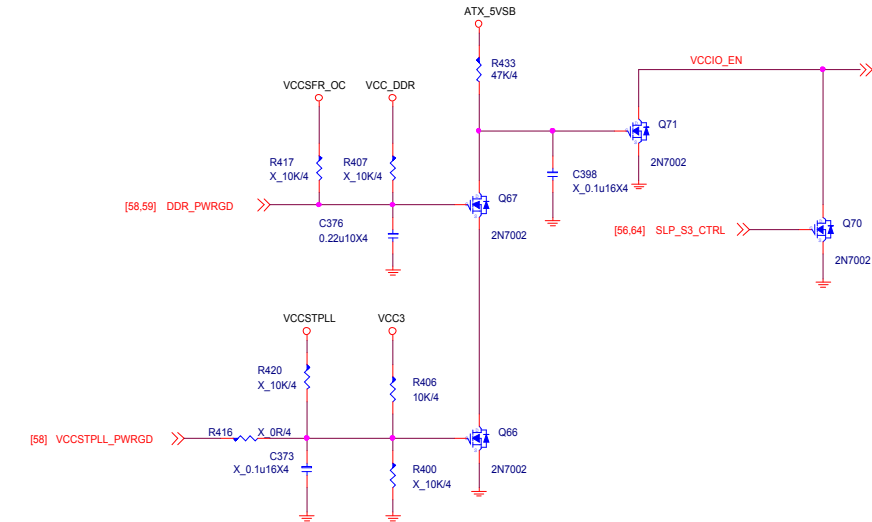 ATX_5VSB
R433
47K/4
VCCIO_EN
VCCSFR_OC
VCC_DDR
Q71
2N7002
R417
X_10K/4
R407
X_10K/4
C398
X_0.1u16X4
[58,59] DDR_PWRGD
Q67
2N7002
C376
0.22u10X4
[56,64] SLP_S3_CTRL
Q70
2N7002
VCCSTPLL
VCC3
R420
X_10K/4
R406
10K/4
[58] VCCSTPLL_PWRGD
R416
X_0R/4
Q66
2N7002
C373
X_0.1u16X4
R400
X_10K/4